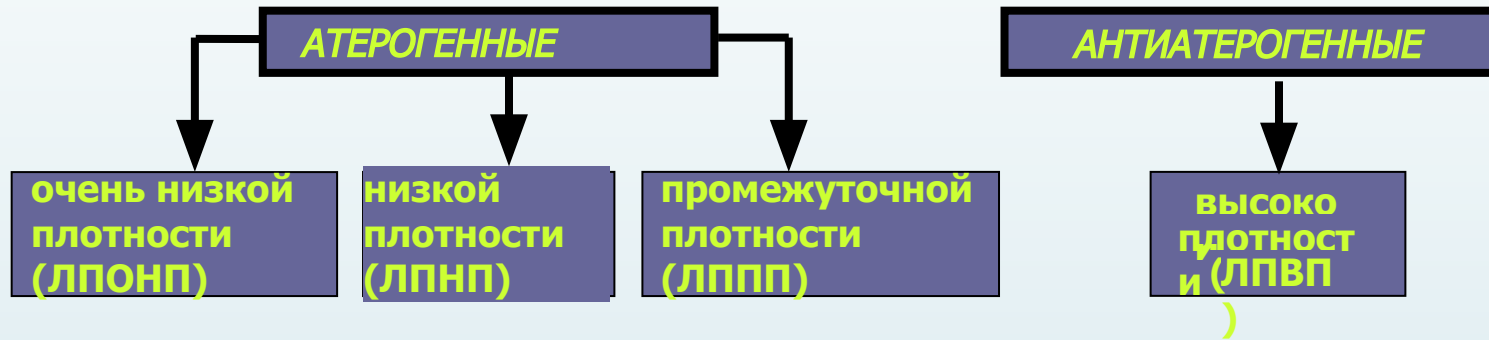 АТЕРОГЕННЫЕ
АНТИАТЕРОГЕННЫЕ
очень низкой
плотности
(ЛПОНП)
низкой
плотности
(ЛПНП)
промежуточной
плотности
(ЛППП)
высоко
плотност
и (ЛПВП
)